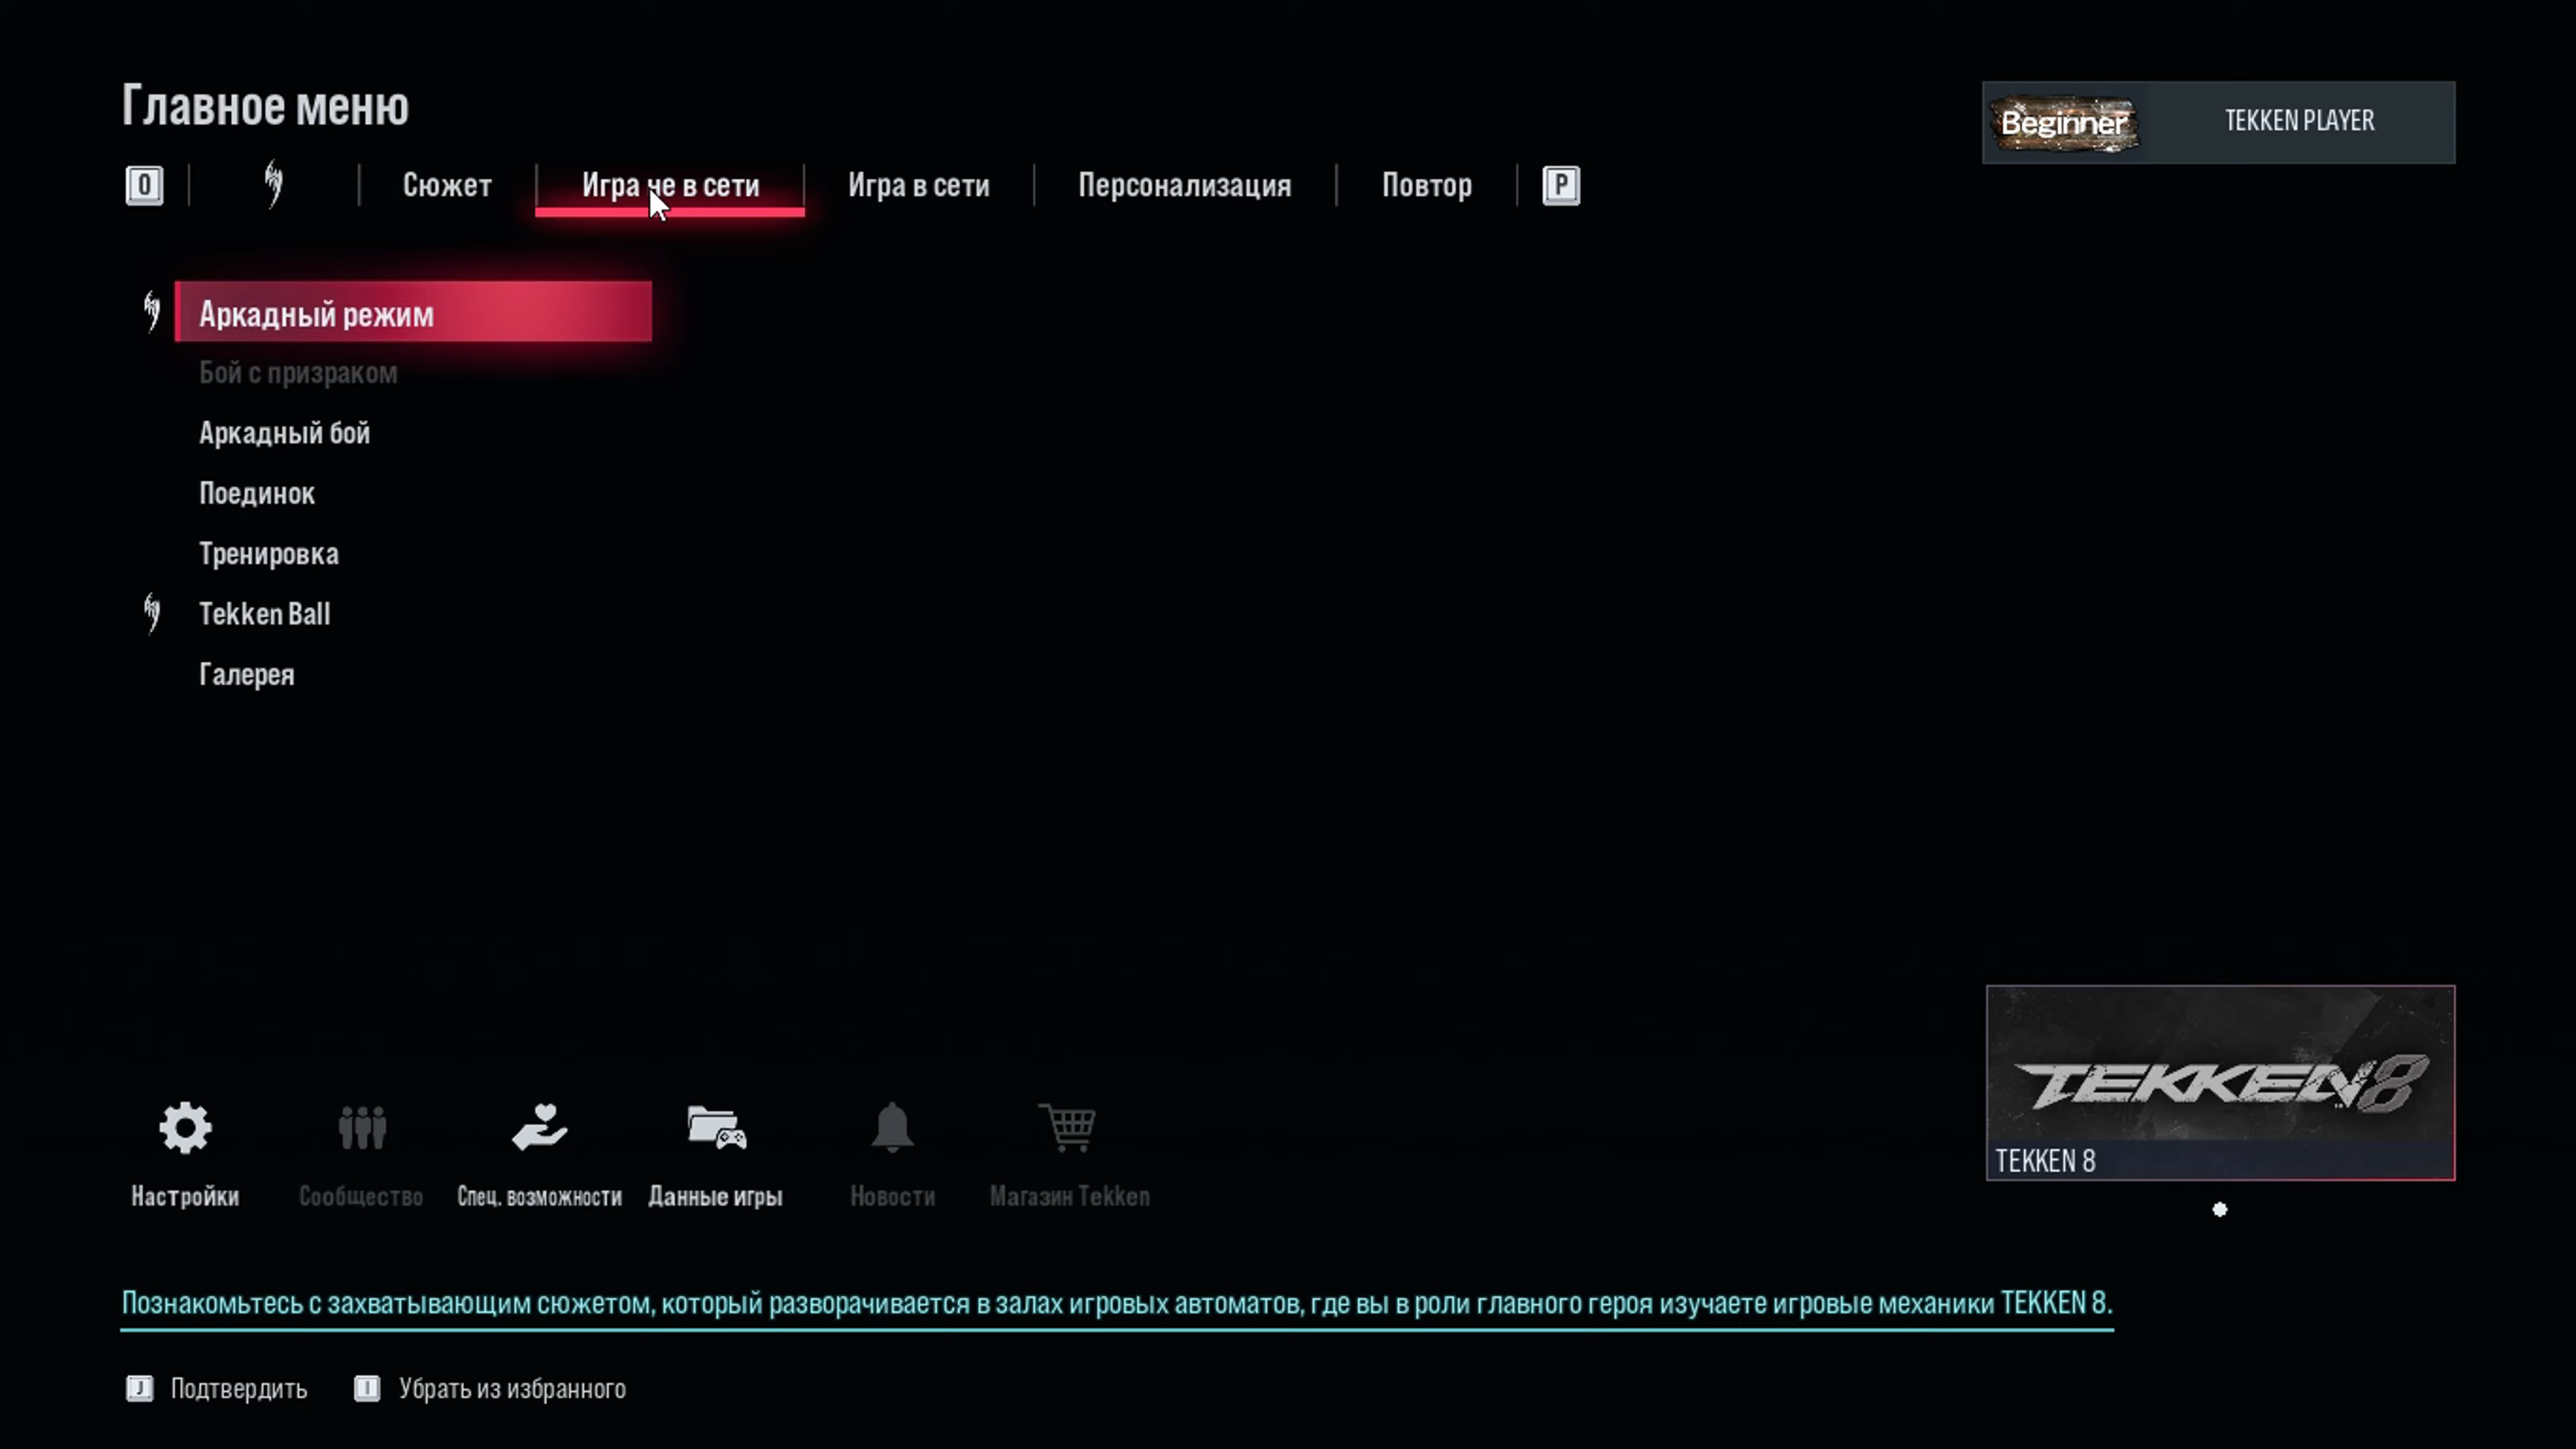 Главное меню
Beginner TEKKEN PLAYER
O Сюжет Игра не в сети Игра в сети Персонализация Повтор P
Аркадный режим
Бой с призраком
Аркадный бой
Поединок
Тренировка
Tekken Ball
Галерея
TEKKEN 8
TEKKEN 8
Настройки Сообщество Спец. возможности Данные игры Новости Магазин Tekken
Познакомьтесь с захватывающим сюжетом, который разворачивается в залах игровых автоматов, где вы в роли главного героя изучаете игровые механики TEKKEN 8.
J Подтвердить I Убрать из избранного